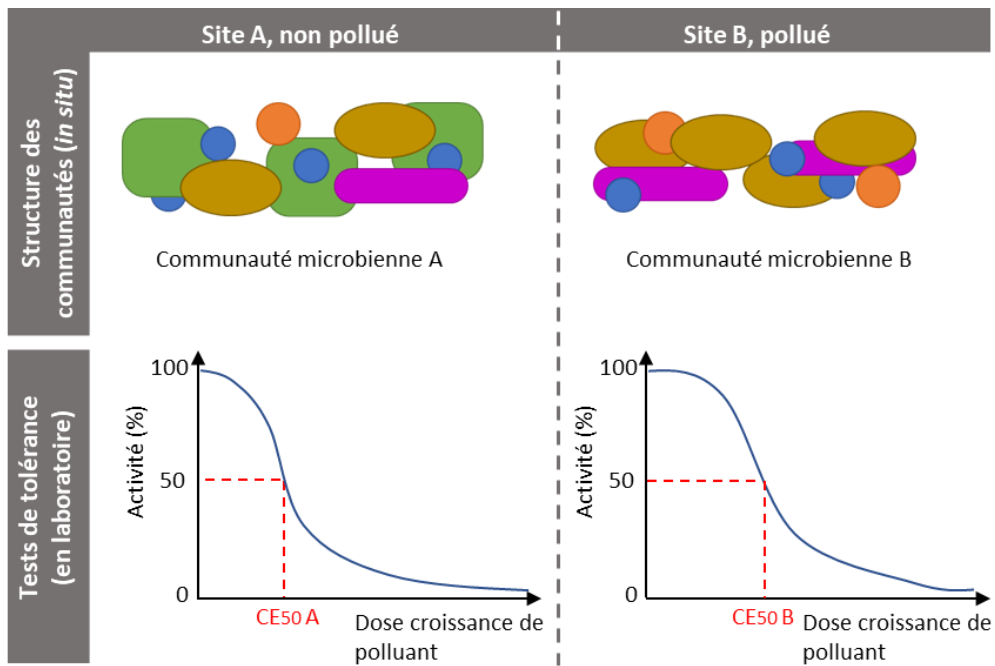 Site A, non pollué
Site B, pollué
Structure des
communautés (in situ)
Communauté microbienne A
Communauté microbienne B
Tests de tolérance
(en laboratoire)
Activité (%)
100
50
0
CE50 A
Dose croissance de
polluant
Activité (%)
100
50
0
CE50 B
Dose croissance de
polluant